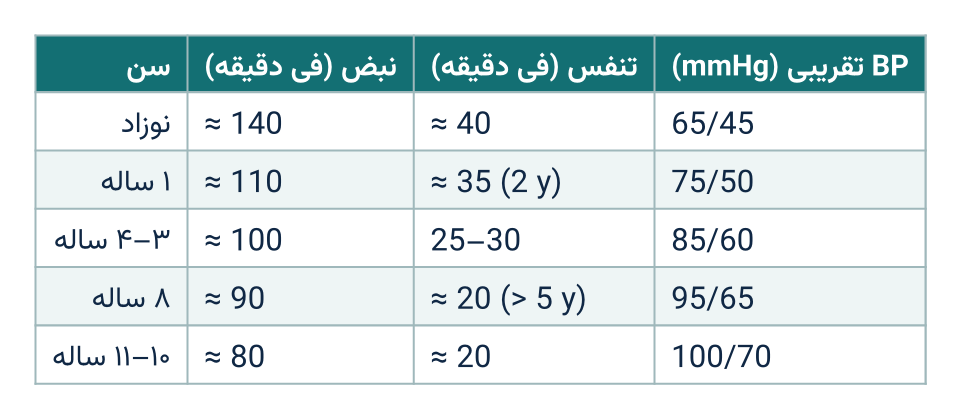 سن نبض (فی دقیقه) تنفس (فی دقیقه) BP تقریبی (mmHg)
نوزاد ≈ 140 ≈ 40 65/45
۱ ساله ≈ 110 ≈ 35 (2 y) 75/50
۳–۴ ساله ≈ 100 25–30 85/60
۸ ساله ≈ 90 ≈ 20 (> 5 y) 95/65
۱۰–۱۱ ساله ≈ 80 ≈ 20 100/70